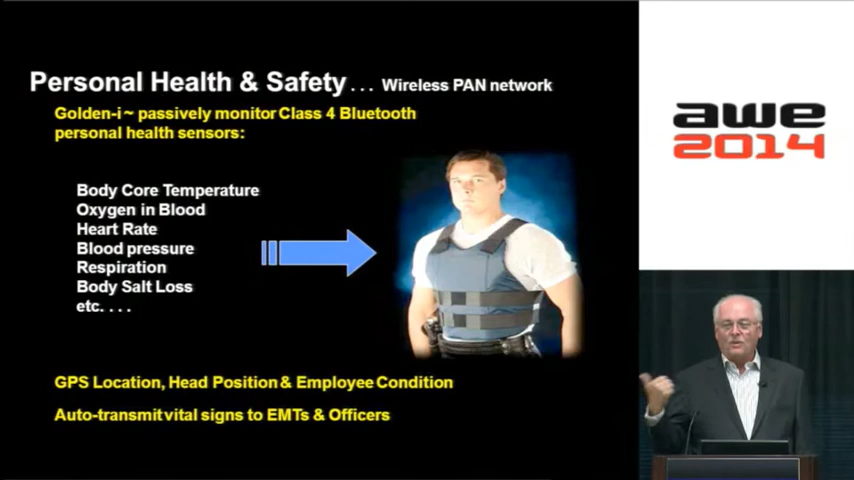 Personal Health & Safety . . . Wireless PAN network
Golden-i ~ passively monitor Class 4 Bluetooth
personal health sensors:
Body Core Temperature
Oxygen in Blood
Heart Rate
Blood pressure
Respiration
Body Salt Loss
etc. . . .
GPS Location, Head Position & Employee Condition
Auto-transmit vital signs to EMTs & Officers
awe
2014